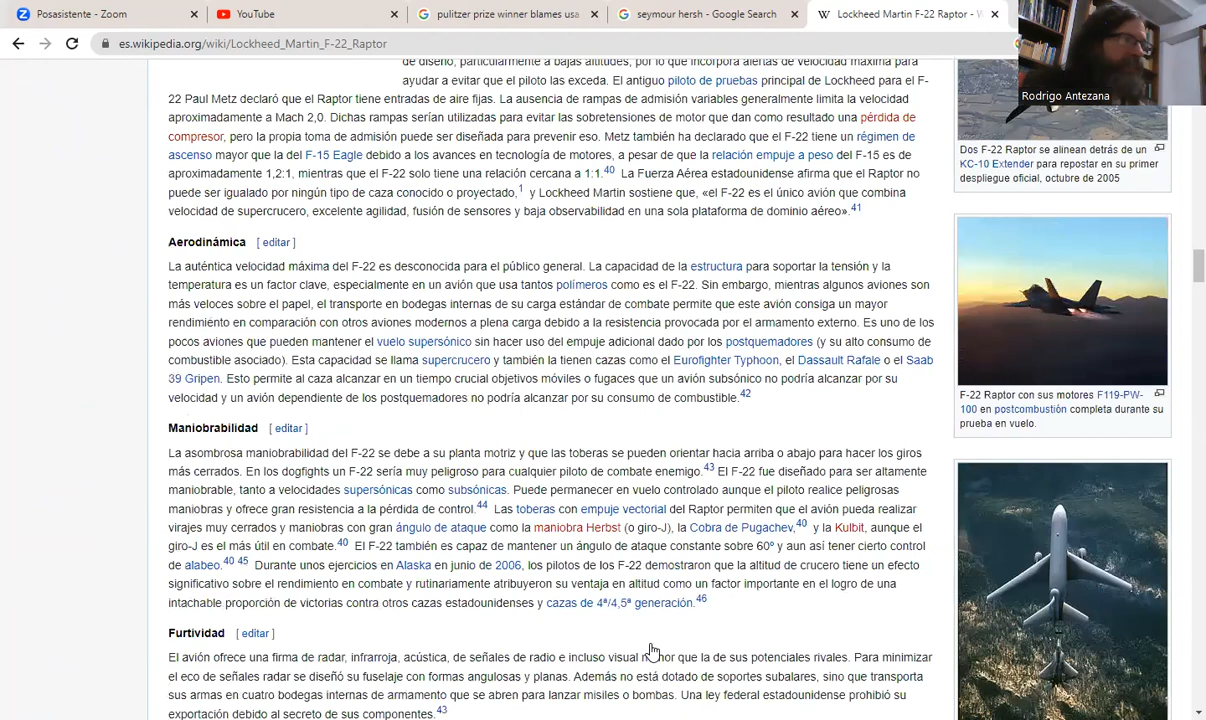 Posasistente - Zoom
YouTube
pulitzer prize winner blames usa
seymour hersh - Google Search
Lockheed Martin F-22 Raptor - W
es.wikipedia.org/wiki/Lockheed_Martin_F-22_Raptor
Rodrigo Antezana
de diseño, particularmente a bajas altitudes, por lo que incorpora alertas de velocidad máxima para
ayudar a evitar que el piloto las exceda. El antiguo piloto de pruebas principal de Lockheed para el F-
22 Paul Metz declaró que el Raptor tiene entradas de aire fijas. La ausencia de rampas de admisión variables generalmente limita la velocidad
aproximadamente a Mach 2,0. Dichas rampas serían utilizadas para evitar las sobretensiones de motor que dan como resultado una pérdida de
compresor, pero la propia toma de admisión puede ser diseñada para prevenir eso. Metz también ha declarado que el F-22 tiene un régimen de
ascenso mayor que la del F-15 Eagle debido a los avances en tecnología de motores, a pesar de que la relación empuje a peso del F-15 es de
aproximadamente 1,2:1, mientras que el F-22 solo tiene una relación cercana a 1:1.40 La Fuerza Aérea estadounidense afirma que el Raptor no
puede ser igualado por ningún tipo de caza conocido o proyectado,1 y Lockheed Martin sostiene que, «el F-22 es el único avión que combina
velocidad de supercrucero, excelente agilidad, fusión de sensores y baja observabilidad en una sola plataforma de dominio aéreo».41
Aerodinámica [ editar ]
La auténtica velocidad máxima del F-22 es desconocida para el público general. La capacidad de la estructura para soportar la tensión y la
temperatura es un factor clave, especialmente en un avión que usa tantos polímeros como es el F-22. Sin embargo, mientras algunos aviones son
más veloces sobre el papel, el transporte en bodegas internas de su carga estándar de combate permite que este avión consiga un mayor
rendimiento en comparación con otros aviones modernos a plena carga debido a la resistencia provocada por el armamento externo. Es uno de los
pocos aviones que pueden mantener el vuelo supersónico sin hacer uso del empuje adicional dado por los postquemadores (y su alto consumo de
combustible asociado). Esta capacidad se llama supercrucero y también la tienen cazas como el Eurofighter Typhoon, el Dassault Rafale o el Saab
39 Gripen. Esto permite al caza alcanzar en un tiempo crucial objetivos móviles o fugaces que un avión subsónico no podría alcanzar por su
velocidad y un avión dependiente de los postquemadores no podría alcanzar por su consumo de combustible.42
Maniobrabilidad [ editar ]
La asombrosa maniobrabilidad del F-22 se debe a su planta motriz y que las toberas se pueden orientar hacia arriba o abajo para hacer los giros
más cerrados. En los dogfights un F-22 sería muy peligroso para cualquier piloto de combate enemigo.43 El F-22 fue diseñado para ser altamente
maniobrable, tanto a velocidades supersónicas como subsónicas. Puede permanecer en vuelo controlado aunque el piloto realice peligrosas
maniobras y ofrece gran resistencia a la pérdida de control.44 Las toberas con empuje vectorial del Raptor permiten que el avión pueda realizar
virajes muy cerrados y maniobras con gran ángulo de ataque como la maniobra Herbst (o giro-J), la Cobra de Pugachev,40 y la Kulbit, aunque el
giro-J es el más útil en combate.40 El F-22 también es capaz de mantener un ángulo de ataque constante sobre 60º y aun así tener cierto control
de alabeo.40 45 Durante unos ejercicios en Alaska en junio de 2006, los pilotos de los F-22 demostraron que la altitud de crucero tiene un efecto
significativo sobre el rendimiento en combate y rutinariamente atribuyeron su ventaja en altitud como un factor importante en el logro de una
intachable proporción de victorias contra otros cazas estadounidenses y cazas de 4ª/4,5ª generación.46
Furtividad [ editar ]
El avión ofrece una firma de radar, infrarroja, acústica, de señales de radio e incluso visual que la de sus potenciales rivales. Para minimizar
el eco de señales radar se diseñó su fuselaje con formas angulosas y planas. Además no está dotado de soportes subalares, sino que transporta
sus armas en cuatro bodegas internas de armamento que se abren para lanzar misiles o bombas. Una ley federal estadounidense prohibió su
exportación debido al secreto de sus componentes.43
Dos F-22 Raptor se alinean detrás de un
KC-10 Extender para repostar en su primer
despliegue oficial, octubre de 2005
F-22 Raptor con sus motores F119-PW-
100 en postcombustión completa durante su
prueba en vuelo.